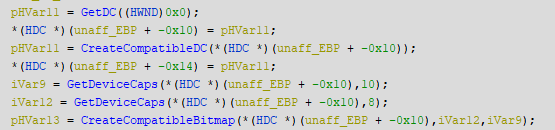 pHVar11 = GetDC((HWND)0x0);
*(HDC *)(unaff_EBP + -0x10) = pHVar11;
pHVar11 = CreateCompatibleDC(*(HDC *)(unaff_EBP + -0x10));
*(HDC *)(unaff_EBP + -0x14) = pHVar11;
iVar9 = GetDeviceCaps(*(HDC *)(unaff_EBP + -0x10),10);
iVar12 = GetDeviceCaps(*(HDC *)(unaff_EBP + -0x10),8);
pHVar13 = CreateCompatibleBitmap(*(HDC *)(unaff_EBP + -0x10),iVar12,iVar9);